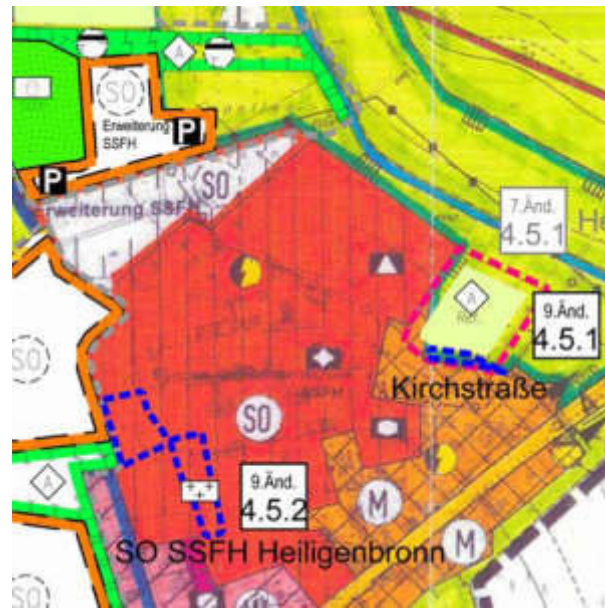 A
SO
Erweiterung
SSFH
P
P
SO
Erweiterung SSFH
7.Änd.
4.5.1
A
9.Änd.
4.5.1
SO
Kirchstraße
SSFH
SO
A
9.Änd.
4.5.2
M
SO SSFH Heiligenbronn
M
SO